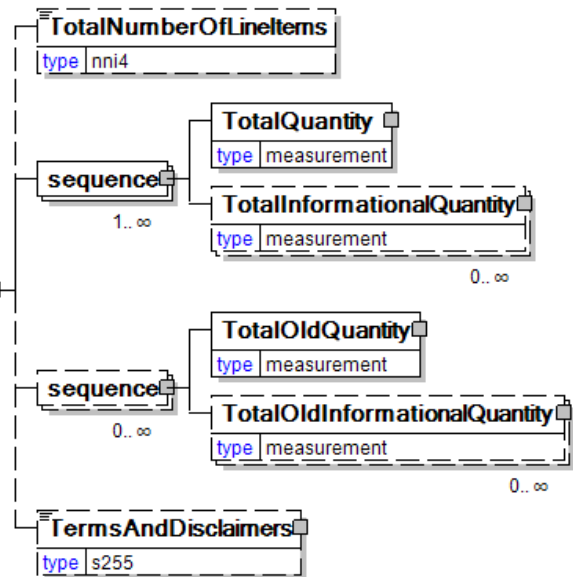 TotalNumberOfLineItems
type nni4
TotalQuantity
type measurement
sequence
1..∞
TotalInformationalQuantity
type measurement
0..∞
TotalOldQuantity
type measurement
sequence
0..∞
TotalOldInformationalQuantity
type measurement
0..∞
TermsAndDisclaimers
type s255